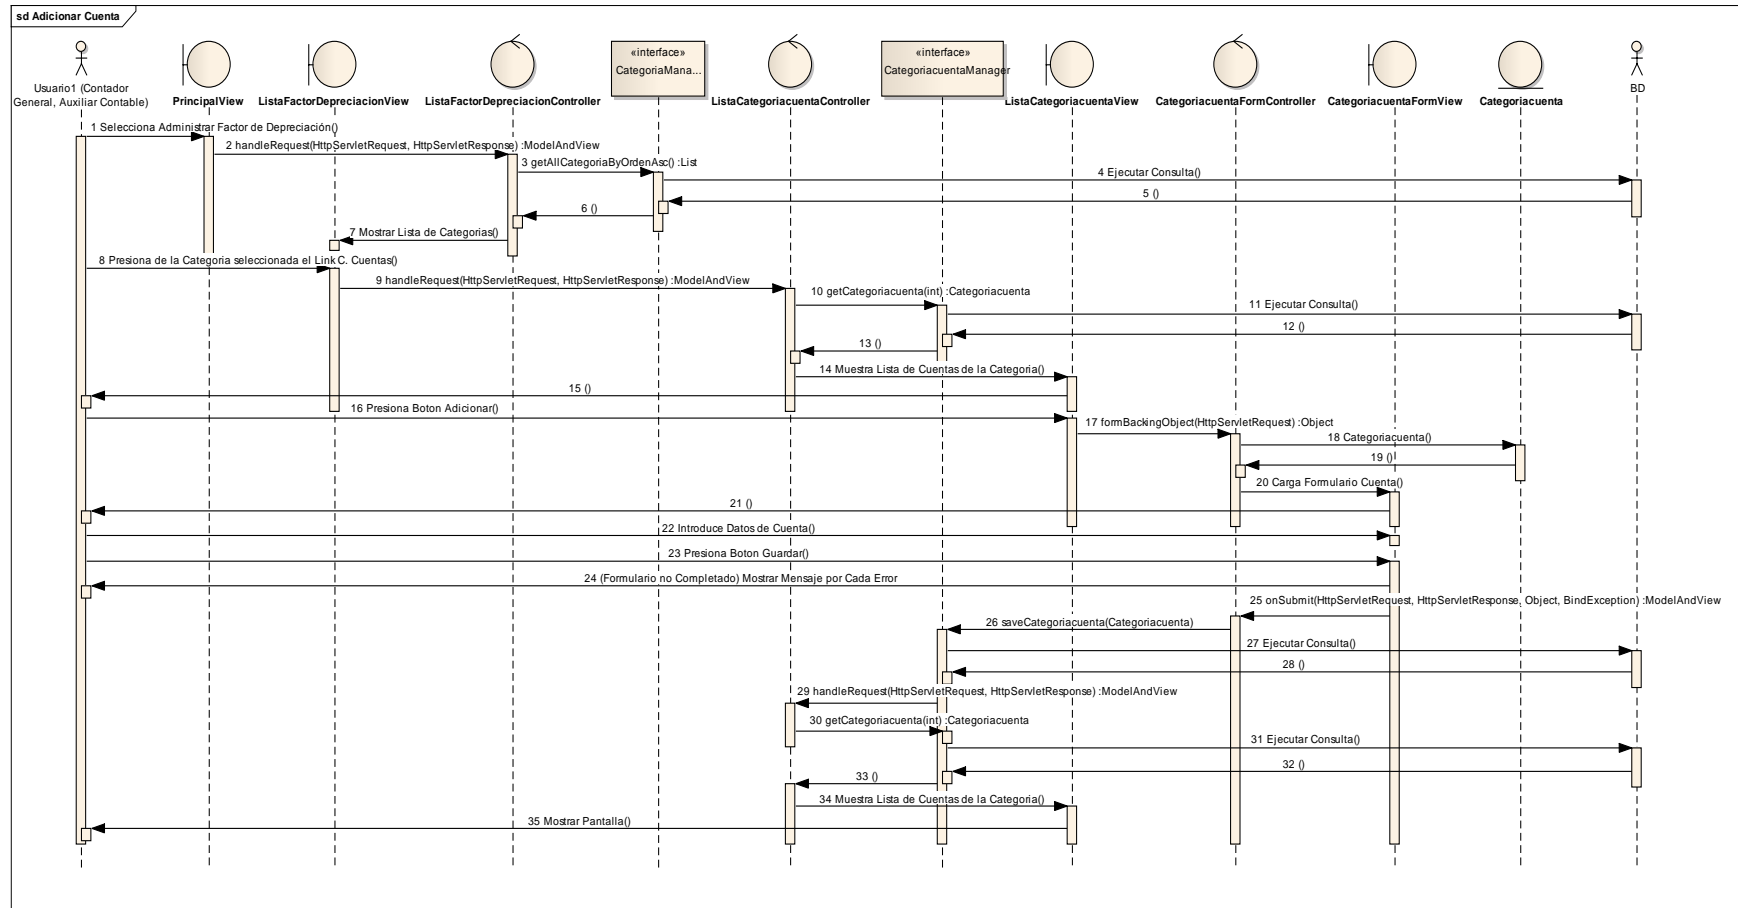 sd Adicionar Cuenta
Usuario1 (Contador
General, Auxiliar Contable)
PrincipalView
ListaFactorDepreciacionView
ListaFactorDepreciacionController
«interface»
CategoriaMana...
ListaCategoriacuentaController
«interface»
CategoriacuentaManager
ListaCategoriacuentaView
CategoriacuentaFormController
CategoriacuentaFormView
Categoriacuenta
BD
1 Selecciona Administrar Factor de Depreciación()
2 handleRequest(HttpServletRequest, HttpServletResponse) :ModelAndView
3 getAllCategoriaByOrdenAsc() :List
4 Ejecutar Consulta()
5 ()
6 ()
7 Mostrar Lista de Categorias()
8 Presiona de la Categoria seleccionada el Link C. Cuentas()
9 handleRequest(HttpServletRequest, HttpServletResponse) :ModelAndView
10 getCategoriacuenta(int) :Categoriacuenta
11 Ejecutar Consulta()
12 ()
13 ()
14 Muestra Lista de Cuentas de la Categoria()
15 ()
16 Presiona Boton Adicionar()
17 formBackingObject(HttpServletRequest) :Object
18 Categoriacuenta()
19 ()
20 Carga Formulario Cuenta()
21 ()
22 Introduce Datos de Cuenta()
23 Presiona Boton Guardar()
24 (Formulario no Completado) Mostrar Mensaje por Cada Error
25 onSubmit(HttpServletRequest, HttpServletResponse, Object, BindException) :ModelAndView
26 saveCategoriacuenta(Categoriacuenta)
27 Ejecutar Consulta()
28 ()
29 handleRequest(HttpServletRequest, HttpServletResponse) :ModelAndView
30 getCategoriacuenta(int) :Categoriacuenta
31 Ejecutar Consulta()
32 ()
33 ()
34 Muestra Lista de Cuentas de la Categoria()
35 Mostrar Pantalla()